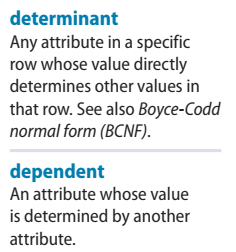 determinant
Any attribute in a specific
row whose value directly
determines other values in
that row. See also Boyce-Codd
normal form (BCNF).
dependent
An attribute whose value
is determined by another
attribute.